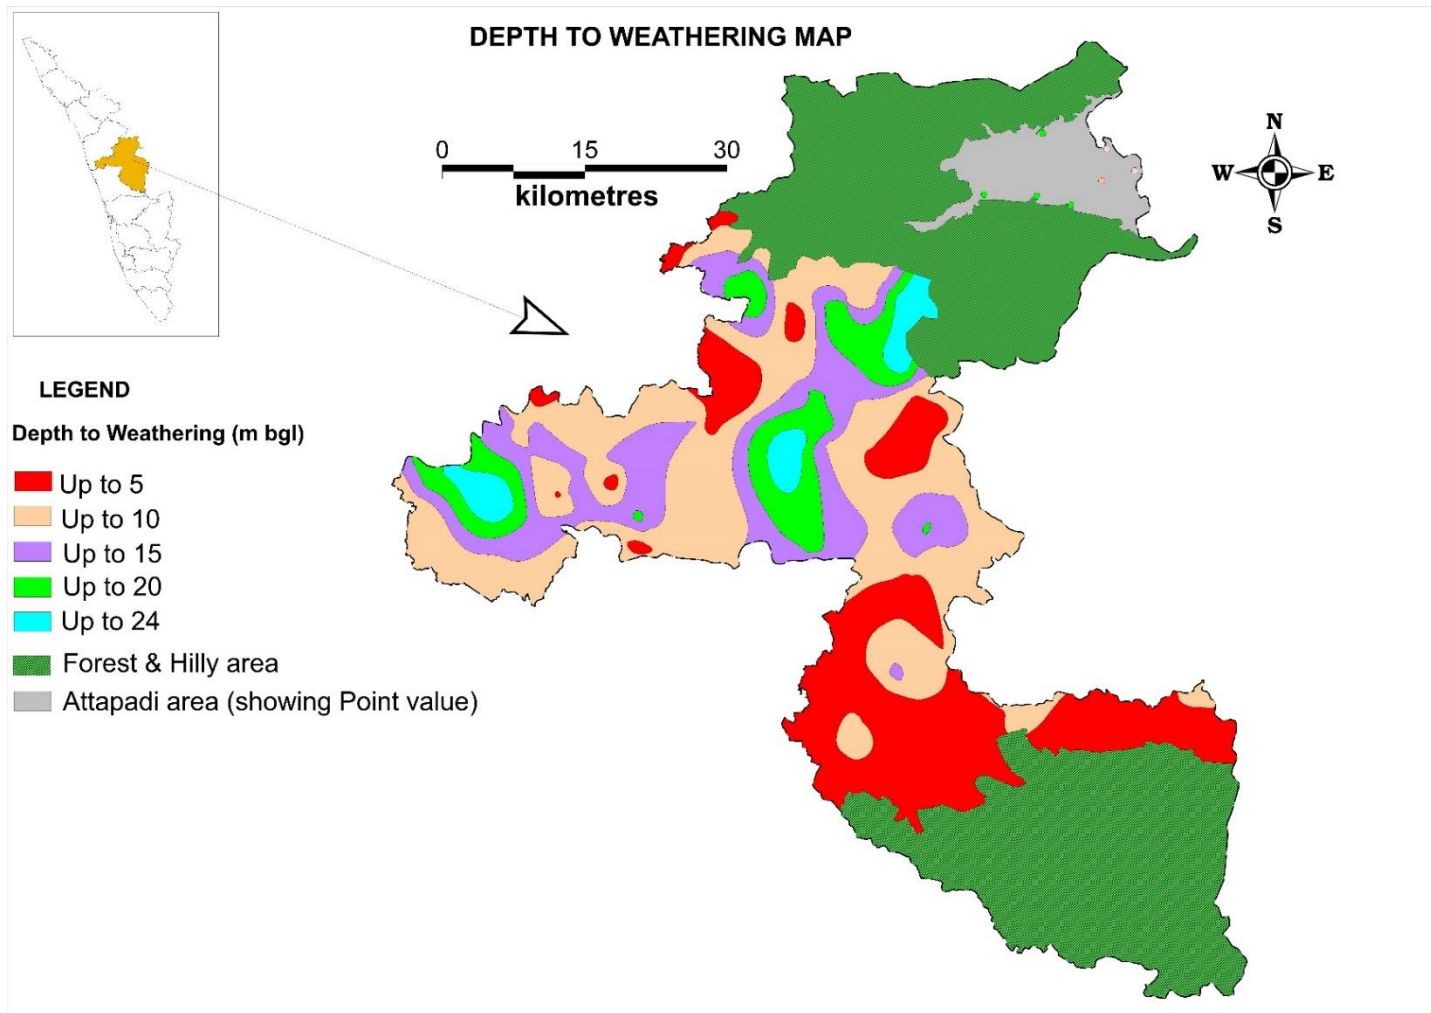 DEPTH TO WEATHERING MAP
0 15 30
kilometres
N
W E
S
LEGEND
Depth to Weathering (m bgl)
Up to 5
Up to 10
Up to 15
Up to 20
Up to 24
Forest & Hilly area
Attapadi area (showing Point value)